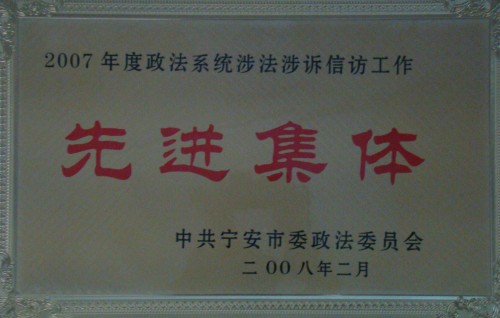 2007年度政法系统涉法涉诉信访工作
先进集体
中共宁安市委政法委员会
二00八年二月